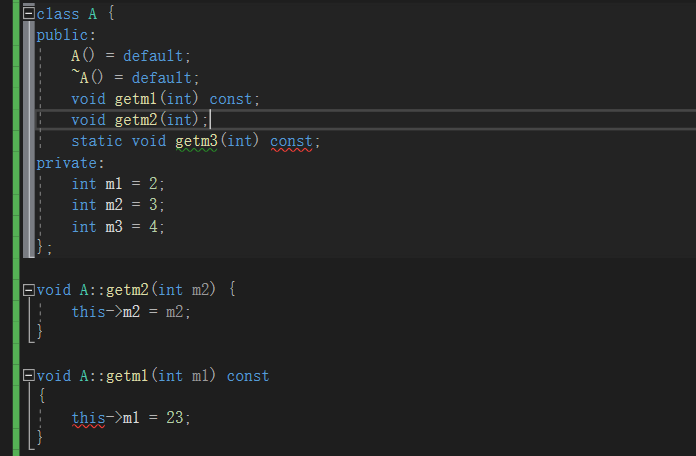 class A {
public:
    A() = default;
    ~A() = default;
    void getm1(int) const;
    void getm2(int);
    static void getm3(int) const;
private:
    int m1 = 2;
    int m2 = 3;
    int m3 = 4;
};
void A::getm2(int m2) {
    this->m2 = m2;
}
void A::getm1(int m1) const
{
    this->m1 = 23;
}